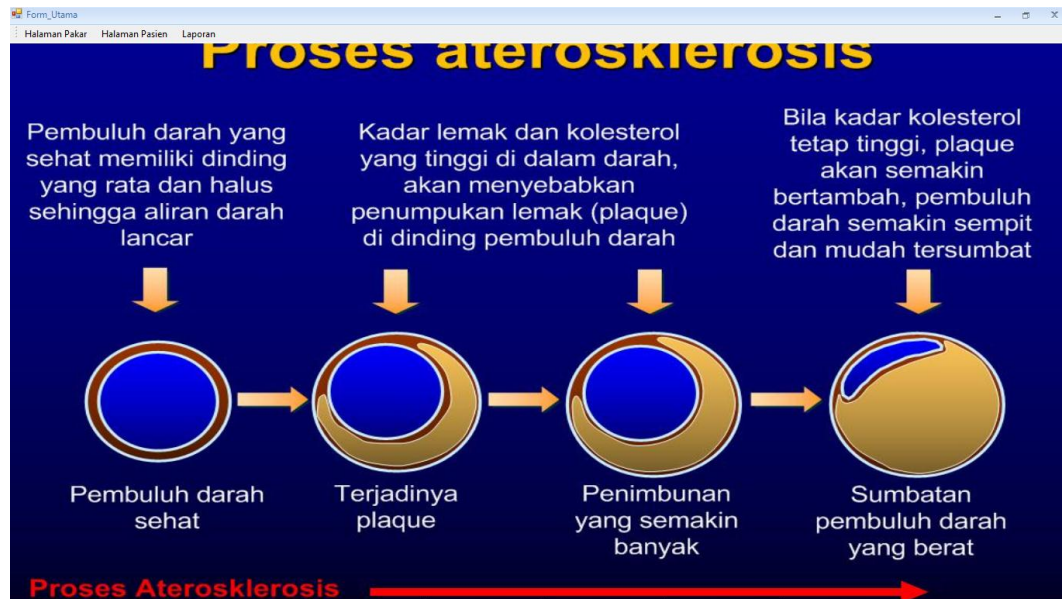 Form_Utama
Halaman Pakar Halaman Pasien Laporan
Proses aterosklerosis
Pembuluh darah yang
sehat memiliki dinding
yang rata dan halus
sehingga aliran darah
lancar
Kadar lemak dan kolesterol
yang tinggi di dalam darah,
akan menyebabkan
penumpukan lemak (plaque)
di dinding pembuluh darah
Bila kadar kolesterol
tetap tinggi, plaque
akan semakin
bertambah, pembuluh
darah semakin sempit
dan mudah tersumbat
Pembuluh darah
sehat
Terjadinya
plaque
Penimbunan
yang semakin
banyak
Sumbatan
pembuluh darah
yang berat
Proses Aterosklerosis